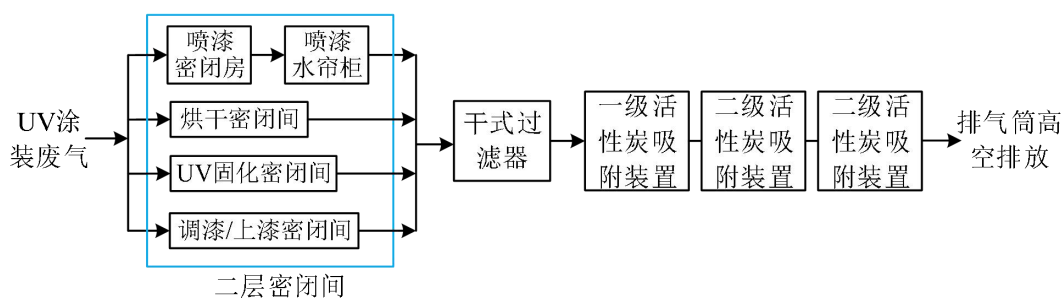 UV涂
装废气
喷漆
密闭房
喷漆
水帘柜
烘干密闭间
UV固化密闭间
调漆/上漆密闭间
二层密闭间
干式过
滤器
一级活
性炭吸
附装置
二级活
性炭吸
附装置
二级活
性炭吸
附装置
排气筒高
空排放